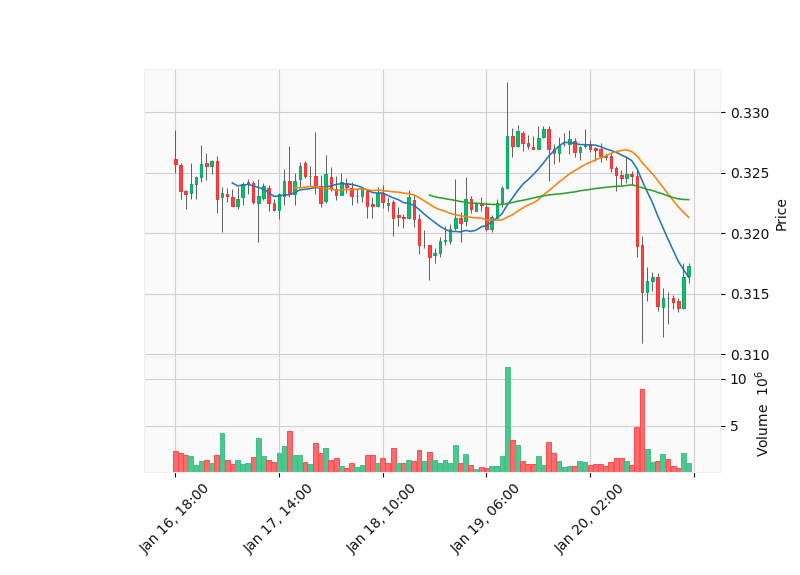 0.330
0.325
0.320
0.315
0.310
Price
10
5
Volume 10^6
Jan 16, 18:00
Jan 17, 14:00
Jan 18, 10:00
Jan 19, 06:00
Jan 20, 02:00